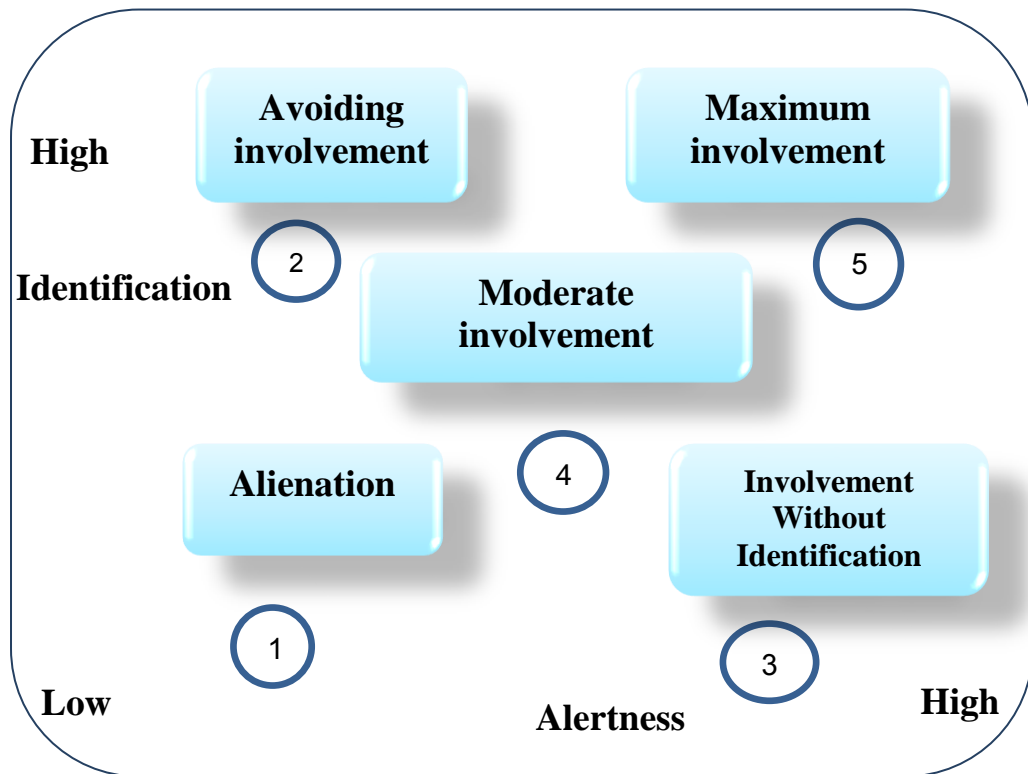 Avoiding
involvement
Maximum
involvement
High
2
5
Identification
Moderate
involvement
Alienation
4
Involvement
Without
Identification
1
3
Low
Alertness
High